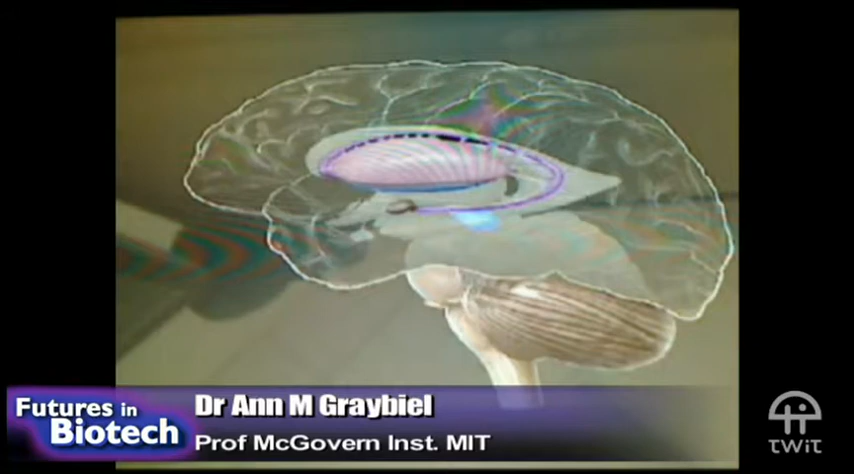 Futures in
Biotech
Dr Ann M Graybiel
Prof McGovern Inst. MIT
TWiT